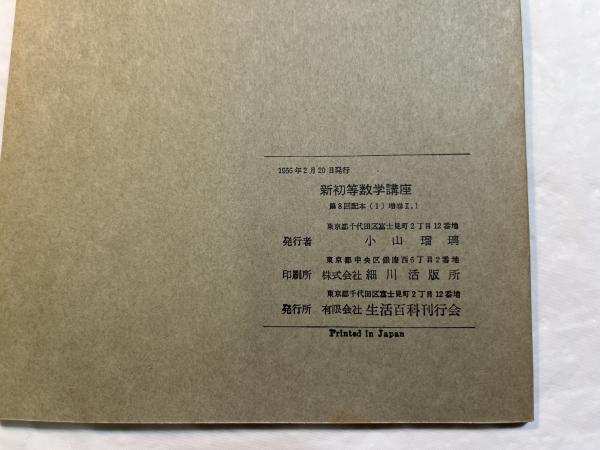 1956年2月20日発行
新初等数学講座
第8回配本(1)増巻I.1
東京都千代田区富士見町2丁目12番地
発行者 小山瑠璃
東京都中央区銀座西6丁目2番地
印刷所 株式会社 細川活版所
東京都千代田区富士見町2丁目12番地
発行所 有限会社 生活百科刊行会
Printed in Japan